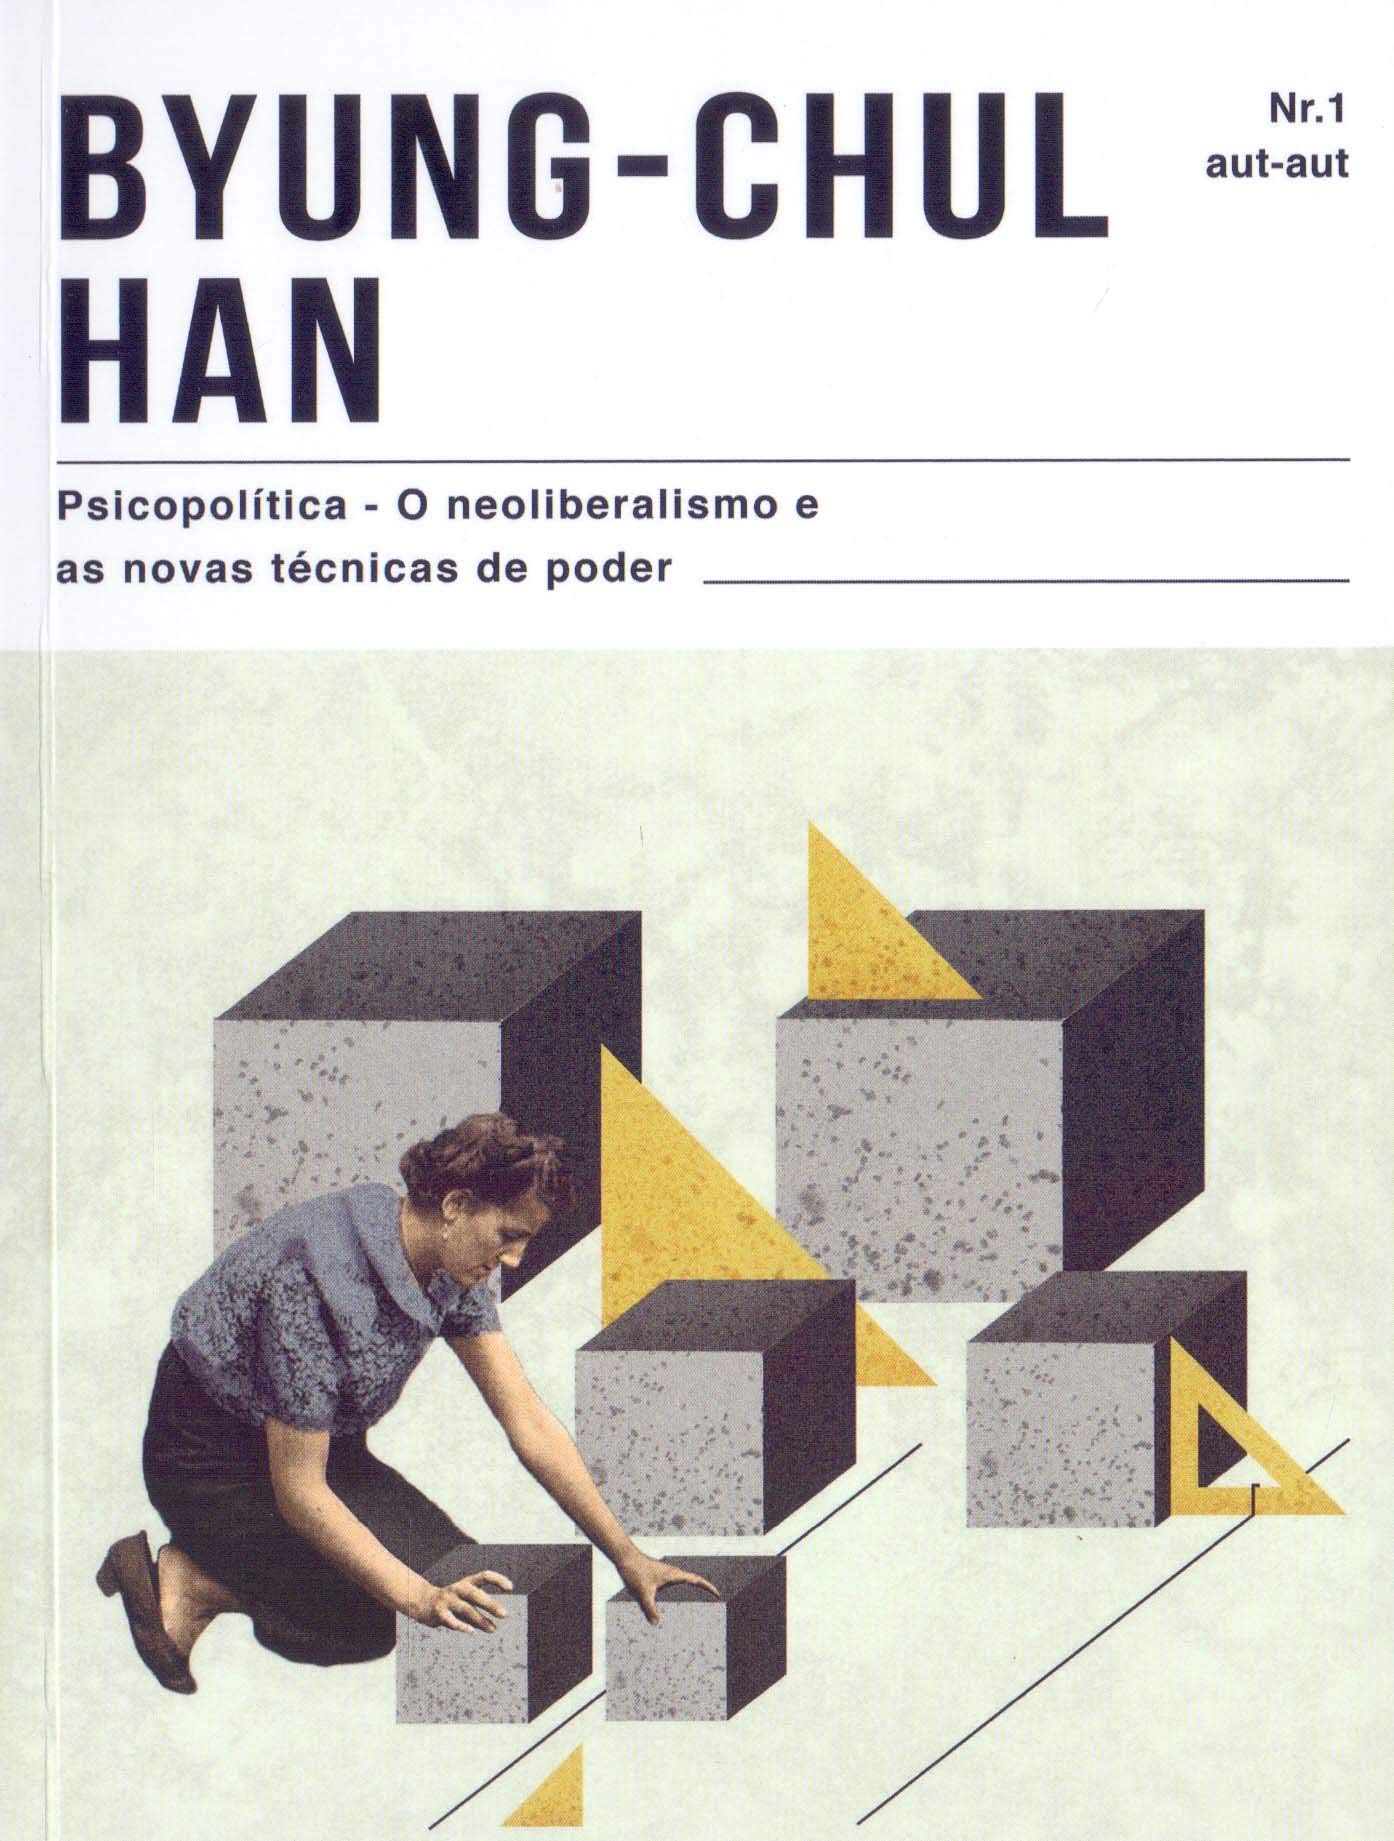 BYUNG-CHUL
HAN
Nr.1
aut-aut
Psicopolítica - O neoliberalismo e
as novas técnicas de poder